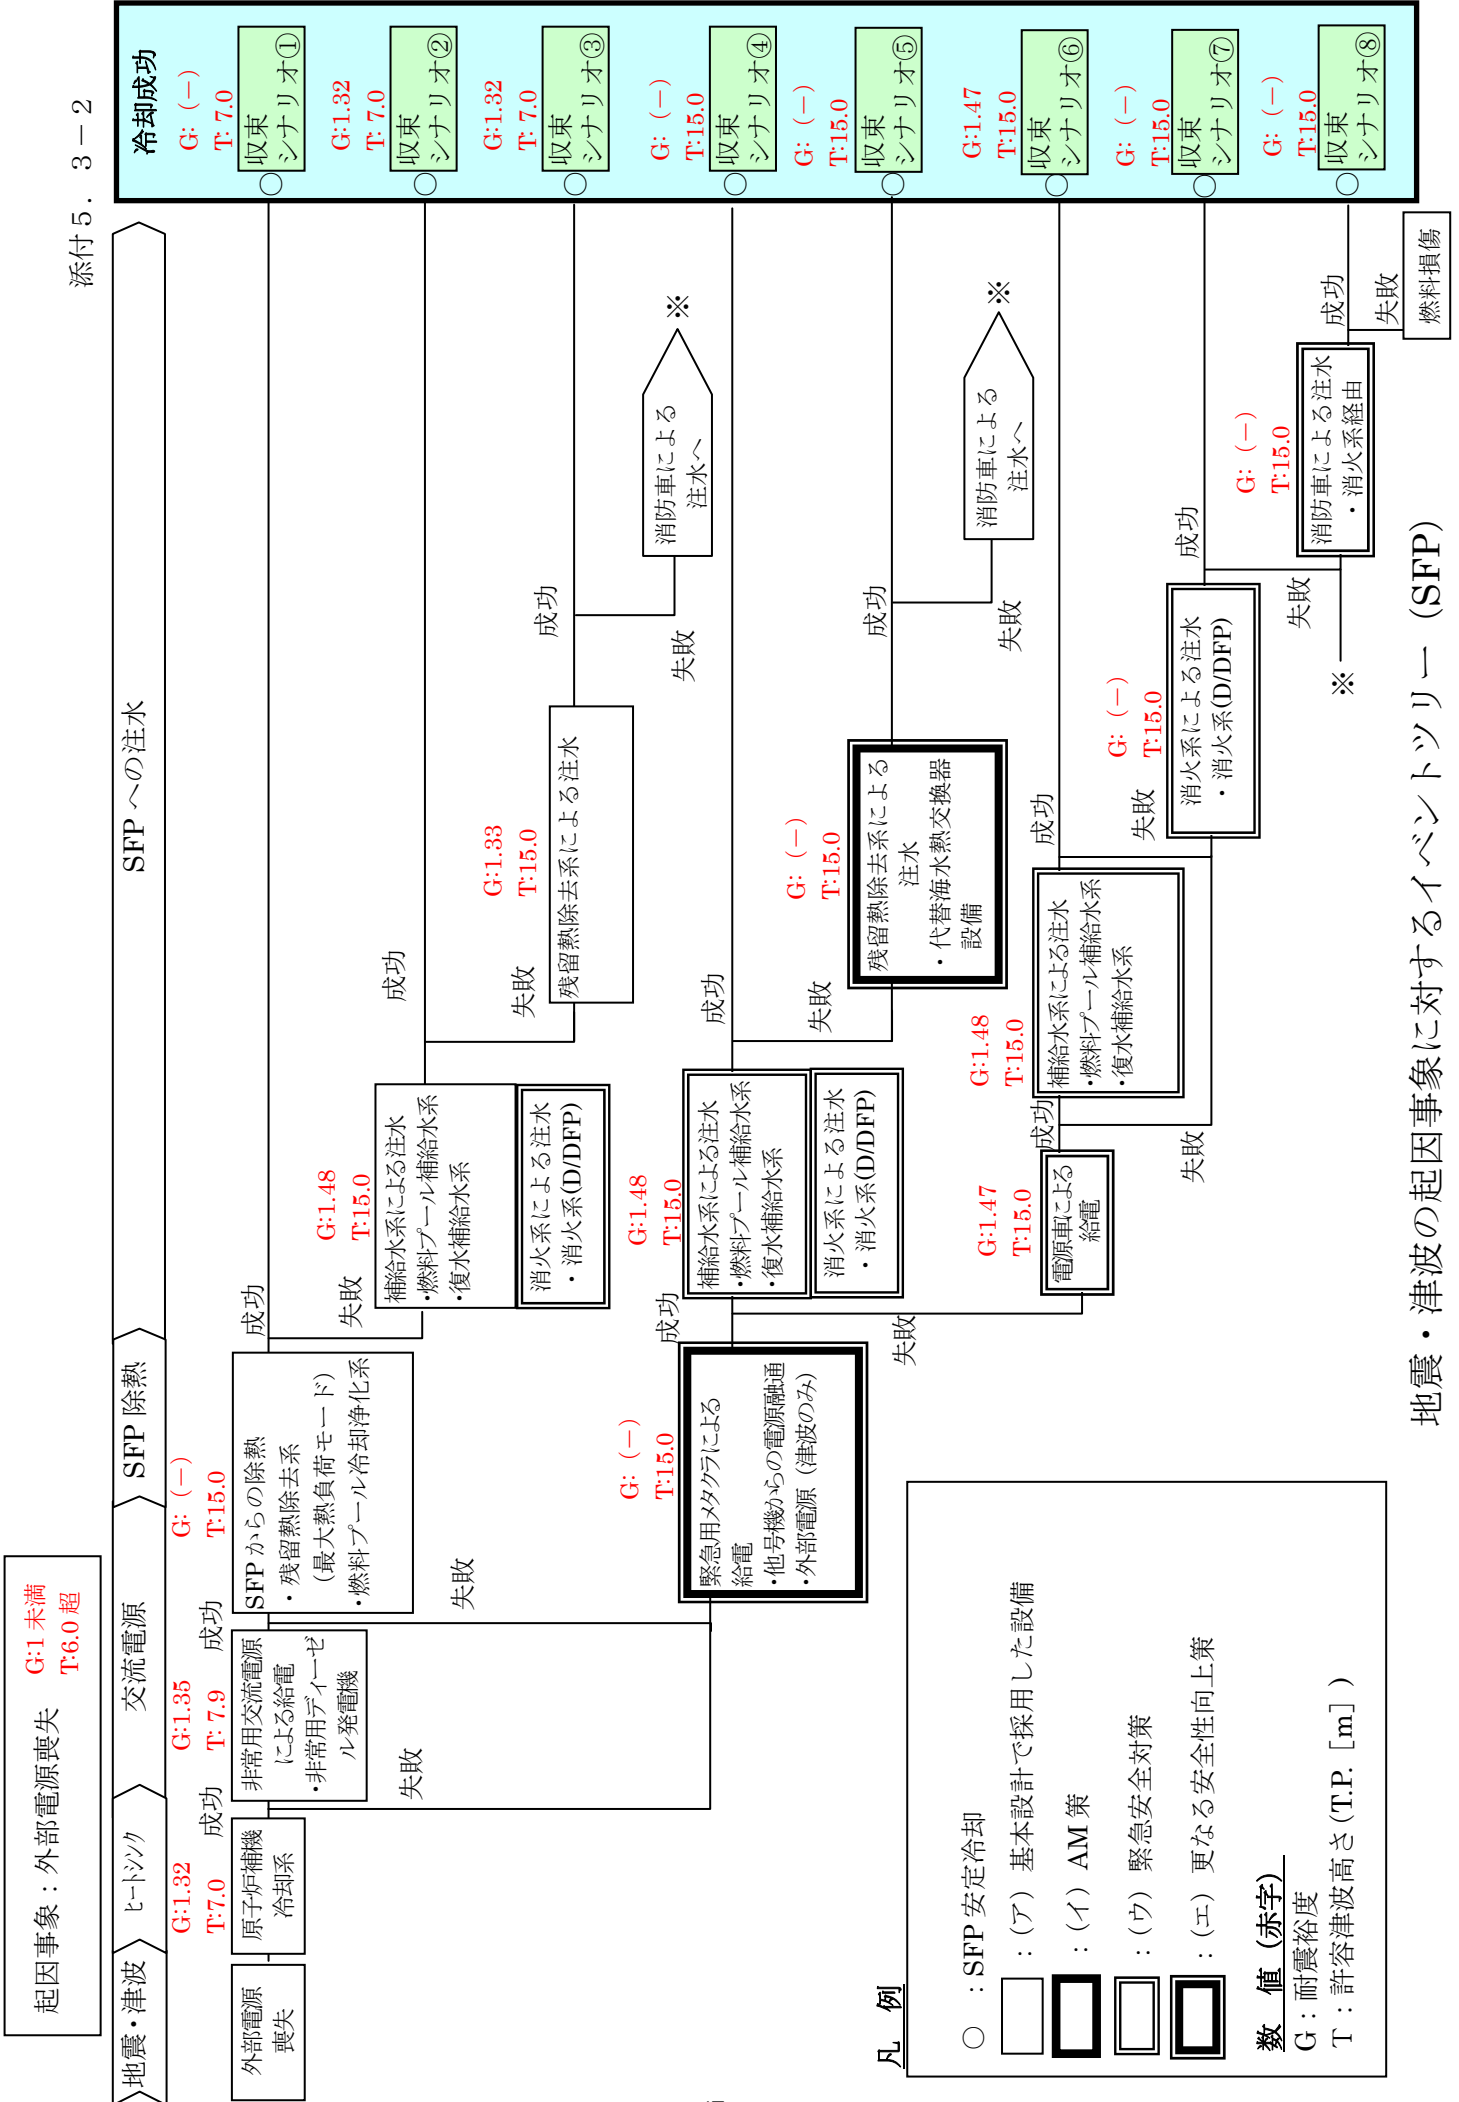 添付５．３－２
起因事象：外部電源喪失
G:1 未満
T:6.0 超
地震・津波
ヒートシンク
交流電源
SFP 除熱
SFP への注水
冷却成功
外部電源
喪失
G:1.32
T:7.0
原子炉補機
冷却系
成功
失敗
G:1.35
T: 7.9
非常用交流電源
による給電
・非常用ディーゼ
ル発電機
成功
失敗
G:（－）
T:15.0
SFP からの除熱
・残留熱除去系
（最大熱負荷モード）
・燃料プール冷却浄化系
成功
失敗
G:（－）
T: 7.0
収束
シナリオ①
○
G:1.48
T:15.0
補給水系による注水
・燃料プール補給水系
・復水補給水系
消火系による注水
・消火系(D/DFP)
成功
失敗
G:1.32
T: 7.0
収束
シナリオ②
○
G:1.33
T:15.0
残留熱除去系による注水
成功
失敗
消防車による
注水へ
※
G:1.32
T: 7.0
収束
シナリオ③
○
G:（－）
T:15.0
緊急用メタクラによる
給電
・他号機からの電源融通
・外部電源（津波のみ）
成功
失敗
G:1.48
T:15.0
補給水系による注水
・燃料プール補給水系
・復水補給水系
消火系による注水
・消火系(D/DFP)
成功
失敗
G:（－）
T:15.0
収束
シナリオ④
○
G:（－）
T:15.0
残留熱除去系による
注水
・代替海水熱交換器
設備
成功
失敗
消防車による
注水へ
※
G:（－）
T:15.0
収束
シナリオ⑤
○
G:1.47
T:15.0
電源車による
給電
成功
失敗
G:1.48
T:15.0
補給水系による注水
・燃料プール補給水系
・復水補給水系
成功
失敗
G:1.47
T:15.0
収束
シナリオ⑥
○
G:（－）
T:15.0
消火系による注水
・消火系(D/DFP)
成功
失敗
G:（－）
T:15.0
収束
シナリオ⑦
○
※
G:（－）
T:15.0
消防車による注水
・消火系経由
成功
失敗
G:（－）
T:15.0
収束
シナリオ⑧
○
燃料損傷
凡　例
○　：SFP 安定冷却
：（ア）基本設計で採用した設備
：（イ）AM 策
：（ウ）緊急安全対策
：（エ）更なる安全性向上策
数　値（赤字）
G：耐震裕度
T：許容津波高さ(T.P.［m］)
地震・津波の起因事象に対するイベントツリー（SFP）